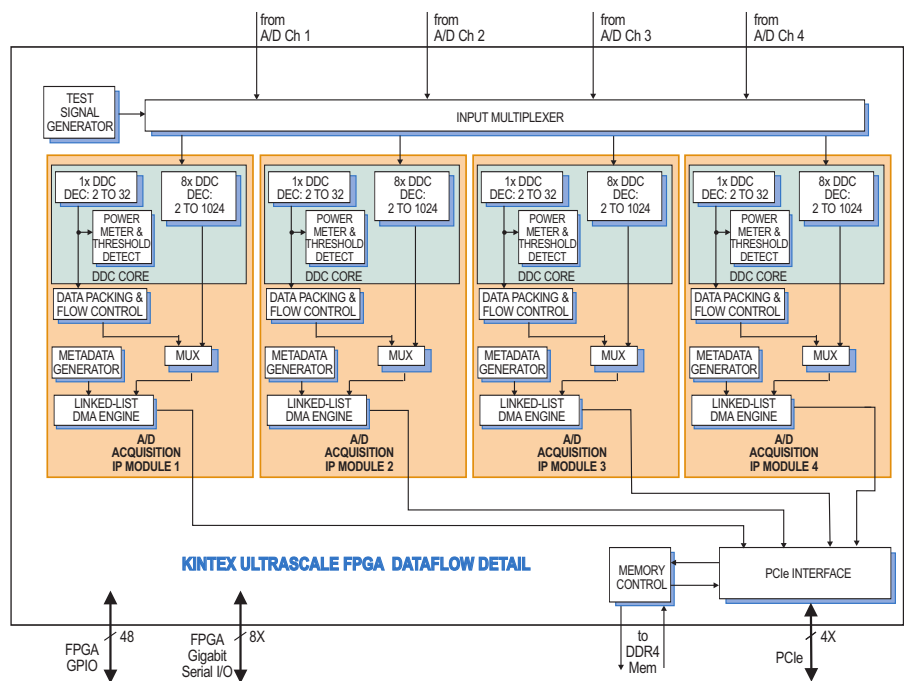 from
A/D Ch 1
from
A/D Ch 2
from
A/D Ch 3
from
A/D Ch 4
TEST
SIGNAL
GENERATOR
INPUT MULTIPLEXER
1x DDC
DEC: 2 TO 32
8x DDC
DEC:
2 TO 1024
POWER
METER &
THRESHOLD
DETECT
DDC CORE
DATA PACKING &
FLOW CONTROL
METADATA
GENERATOR
MUX
LINKED-LIST
DMA ENGINE
A/D
ACQUISITION
IP MODULE 1
1x DDC
DEC: 2 TO 32
8x DDC
DEC:
2 TO 1024
POWER
METER &
THRESHOLD
DETECT
DDC CORE
DATA PACKING &
FLOW CONTROL
METADATA
GENERATOR
MUX
LINKED-LIST
DMA ENGINE
A/D
ACQUISITION
IP MODULE 2
1x DDC
DEC: 2 TO 32
8x DDC
DEC:
2 TO 1024
POWER
METER &
THRESHOLD
DETECT
DDC CORE
DATA PACKING &
FLOW CONTROL
METADATA
GENERATOR
MUX
LINKED-LIST
DMA ENGINE
A/D
ACQUISITION
IP MODULE 3
1x DDC
DEC: 2 TO 32
8x DDC
DEC:
2 TO 1024
POWER
METER &
THRESHOLD
DETECT
DDC CORE
DATA PACKING &
FLOW CONTROL
METADATA
GENERATOR
MUX
LINKED-LIST
DMA ENGINE
A/D
ACQUISITION
IP MODULE 4
KINTEX ULTRASCALE FPGA DATAFLOW DETAIL
MEMORY
CONTROL
PCIe INTERFACE
48
FPGA
GPIO
8X
FPGA
Gigabit
Serial I/O
to
DDR4
Mem
4X
PCIe